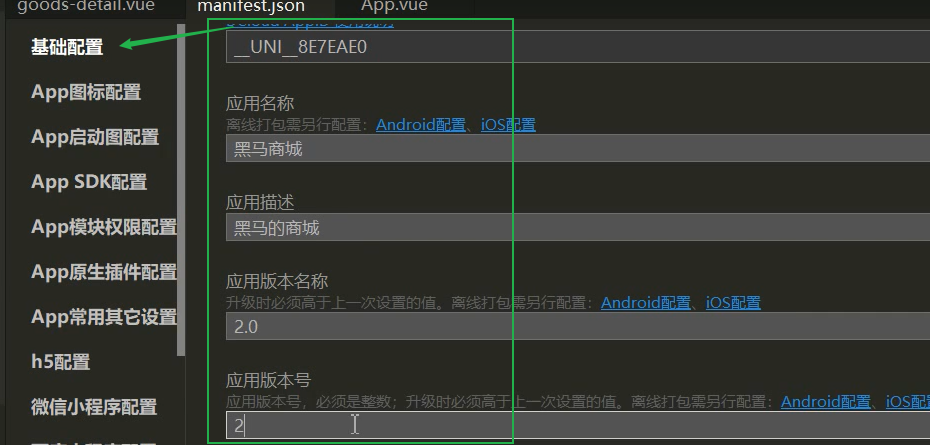 goods-detail.vue
manifest.json
App.vue
基础配置
App图标配置
App启动图配置
App SDK配置
App模块权限配置
App原生插件配置
App常用其它设置
h5配置
微信小程序配置
__UNI__8E7EAE0
应用名称
离线打包需另行配置：Android配置、iOS配置
黑马商城
应用描述
黑马的商城
应用版本名称
升级时必须高于上一次设置的值。离线打包需另行配置：Android配置、iOS配置
2.0
应用版本号
应用版本号，必须是整数；升级时必须高于上一次设置的值。离线打包需另行配置：Android配置、iOS配
2